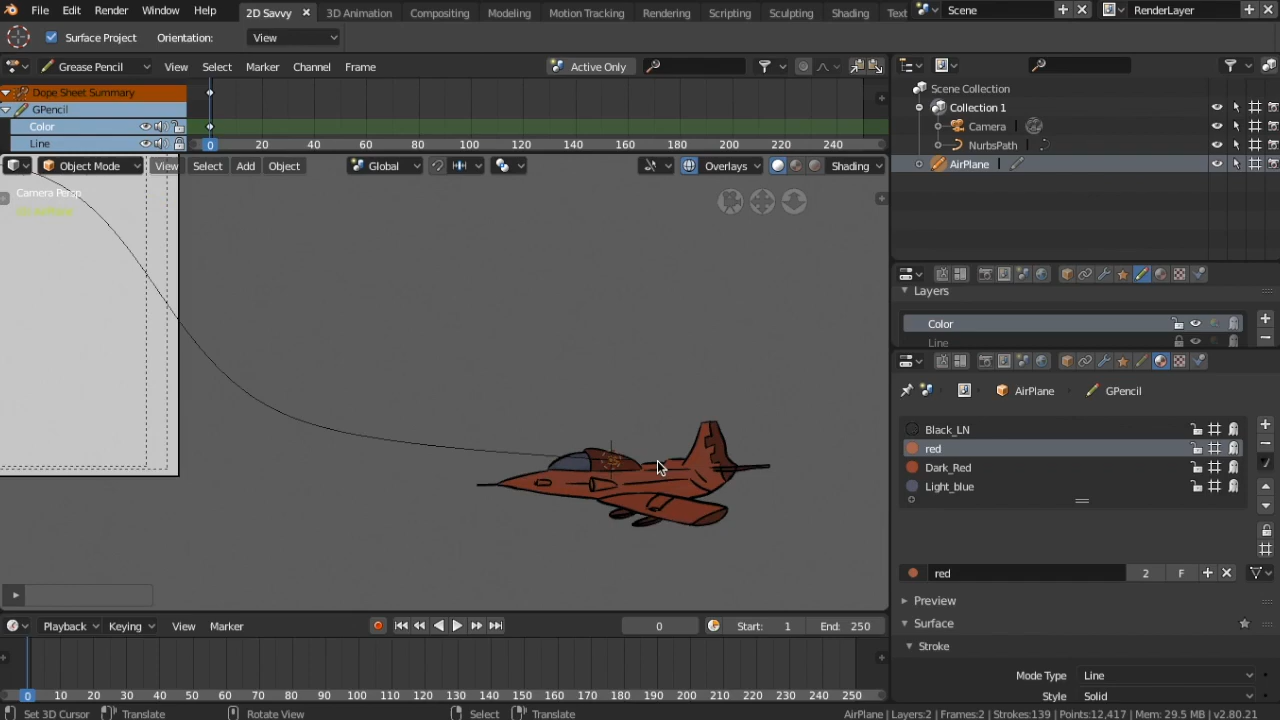 File Edit Render Window Help 2D Savvy 3D Animation Compositing Modeling Motion Tracking Rendering Scripting Sculpting Shading Text Scene RenderLayer
Surface Project Orientation: View
Grease Pencil View Select Marker Channel Frame Active Only
Dope Sheet Summary
GPencil
Color
Line
0 20 40 60 80 100 120 140 160 180 200 220 240
Object Mode View Select Add Object Global Overlays Shading
Camera Persp
Scene Collection
Collection 1
Camera
NurbsPath
AirPlane
Layers
Color
Line
AirPlane GPencil
Black_LN
red
Dark_Red
Light_blue
red 2 F
Preview
Surface
Stroke
Mode Type Line
Style Solid
Playback Keying View Marker 0 Start: 1 End: 250
0 10 20 30 40 50 60 70 80 90 100 110 120 130 140 150 160 170 180 190 200 210 220 230 240 250
Set 3D Cursor Translate Rotate View Select Translate AirPlane | Layers:2 | Frames:2 | Strokes:139 | Points:12,417 | Mem: 29.5 MB | v2.80.21